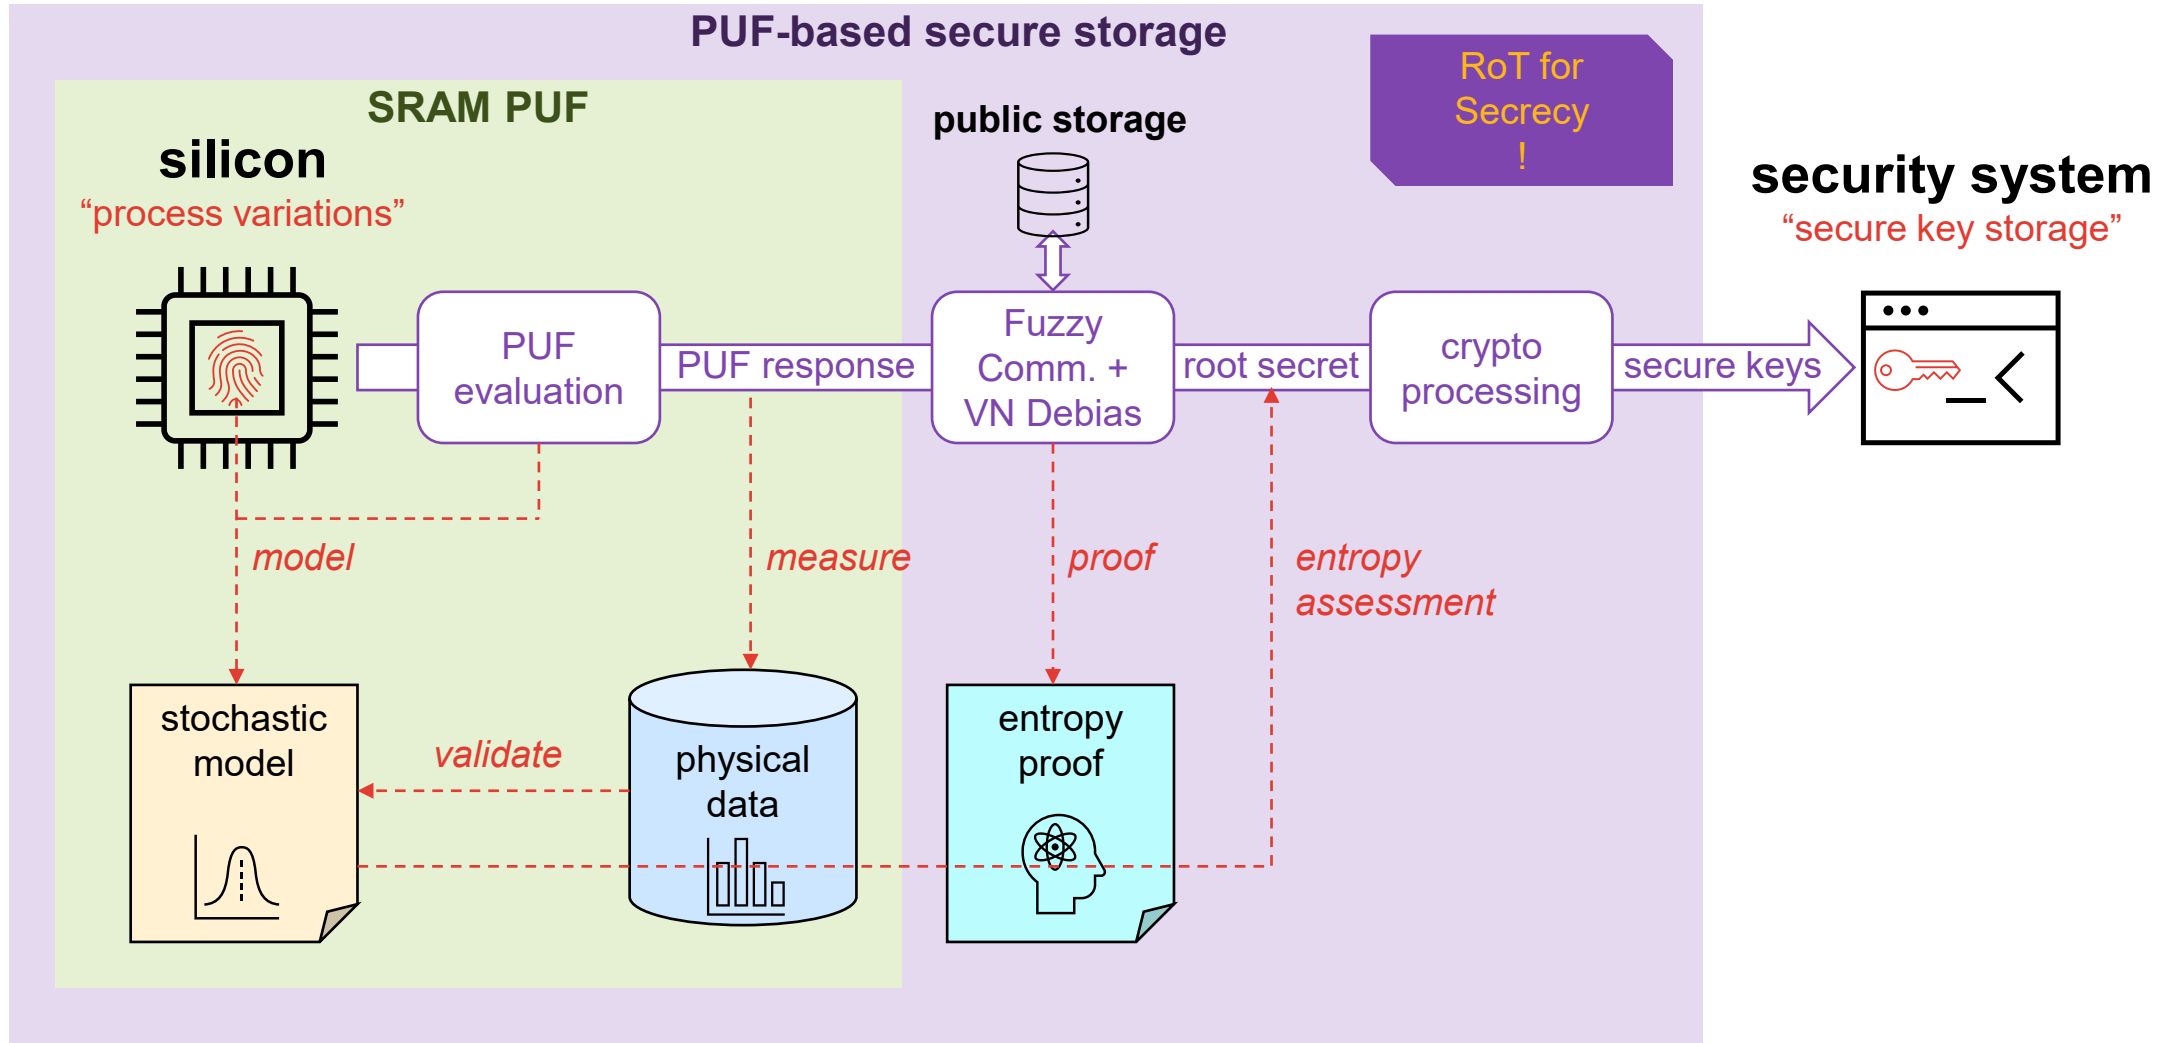 PUF-based secure storage
SRAM PUF
silicon
“process variations”
public storage
RoT for
Secrecy
!
security system
“secure key storage”
PUF
evaluation
PUF response
Fuzzy
Comm. +
VN Debias
root secret
crypto
processing
secure keys
model
measure
proof
entropy
assessment
stochastic
model
validate
physical
data
entropy
proof